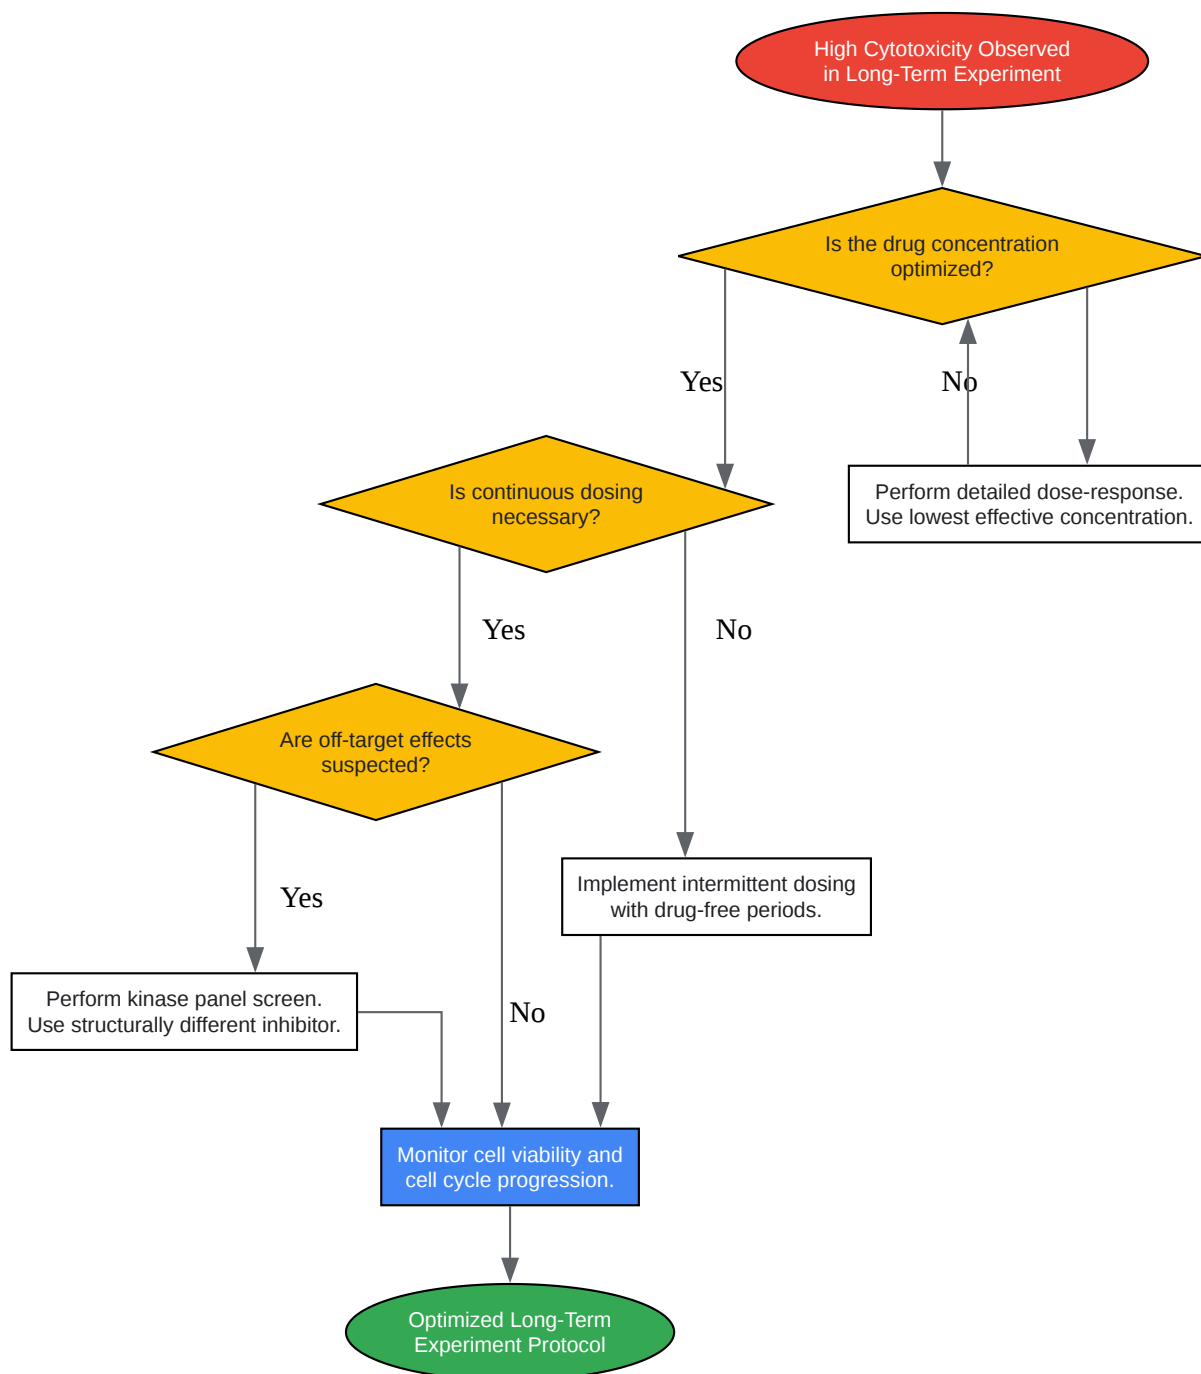 High Cytotoxicity Observed
in Long-Term Experiment
Is the drug concentration
optimized?
Yes
No
Is continuous dosing
necessary?
Perform detailed dose-response.
Use lowest effective concentration.
Yes
No
Are off-target effects
suspected?
Yes
Implement intermittent dosing
with drug-free periods.
Perform kinase panel screen.
Use structurally different inhibitor.
No
Monitor cell viability and
cell cycle progression.
Optimized Long-Term
Experiment Protocol